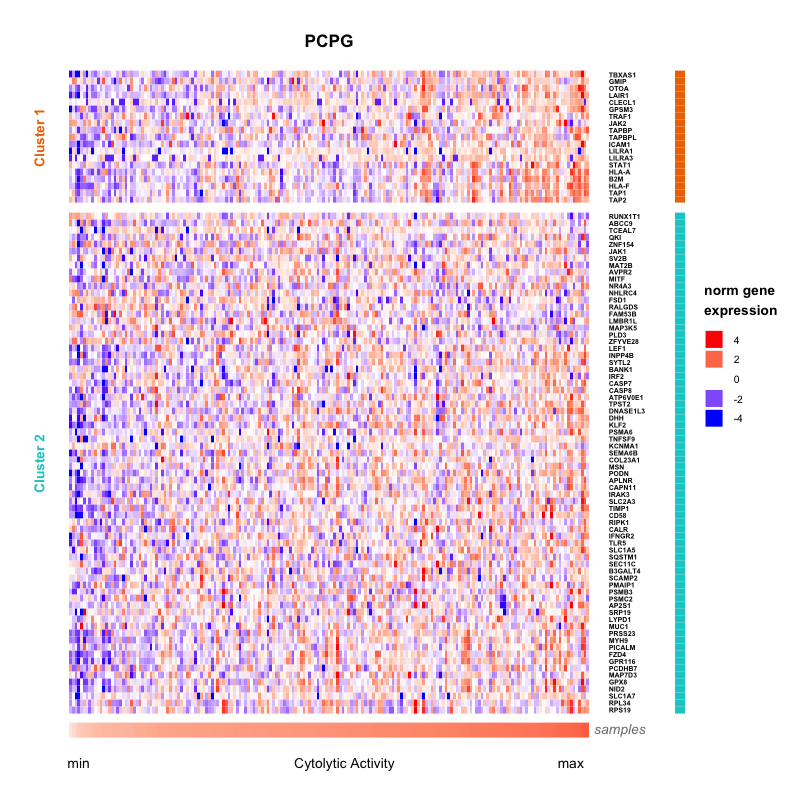 PCPG
Cluster 1
TBXAS1
GMIP
OTOA
LAIR1
CLECL1
GPSM3
TRAF1
JAK2
TAPBP
TAPBPL
ICAM1
LILRA1
LILRA3
STAT1
HLA-A
B2M
HLA-F
TAP1
TAP2
Cluster 2
RUNX1T1
ABCC9
TCEAL7
QKI
ZNF154
JAK1
SV2B
MAT2B
AVPR2
MITF
NR4A3
NHLRC4
FSD1
RALGDS
FAM53B
LMBR1L
MAP3K5
PLD3
ZFYVE28
LEF1
INPP4B
SYTL2
BANK1
IRF2
CASP7
CASP8
ATP6V0E1
TPST2
DNASE1L3
DHH
KLF2
PSMA6
TNFSF9
KCNMA1
SEMA6B
COL23A1
MSN
PODN
APLNR
CAPN11
IRAK3
SLC2A3
TIMP1
CD58
RIPK1
CALR
IFNGR2
TLR5
SLC1A5
SQSTM1
SEC11C
B3GALT4
SCAMP2
PMAIP1
PSMB3
PSMC2
AP2S1
SRP19
LYPD1
MUC1
PRSS23
MYH9
PICALM
FZD4
GPR116
PCDHB7
MAP7D3
GPX8
NID2
SLC1A7
RPL34
RPS19
norm gene
expression
4
2
0
-2
-4
samples
min Cytolytic Activity max